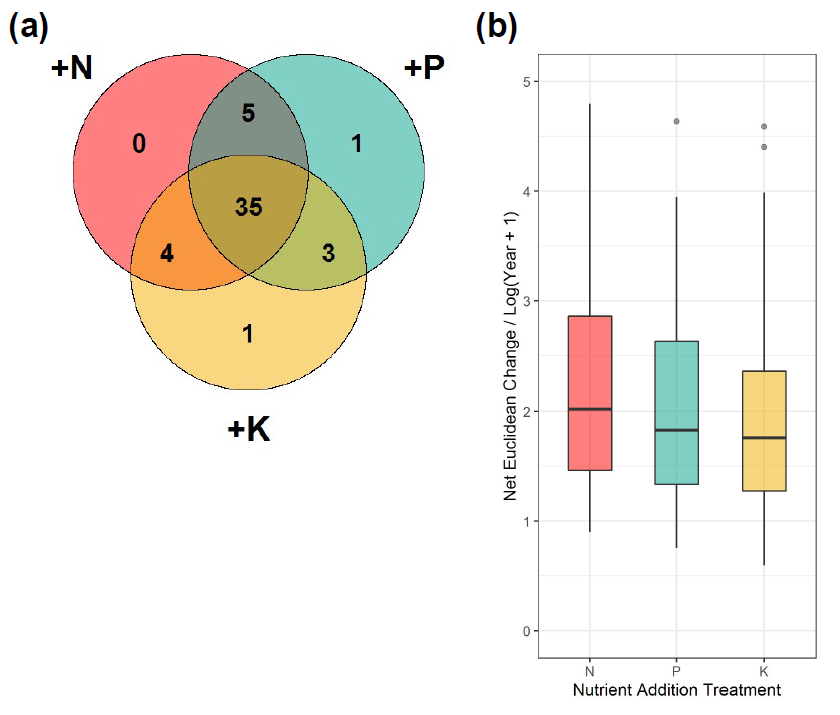 (a)
+N
+P
0
5
1
35
4
3
1
+K
(b)
Net Euclidean Change / Log(Year + 1)
5
4
3
2
1
0
N P K
Nutrient Addition Treatment